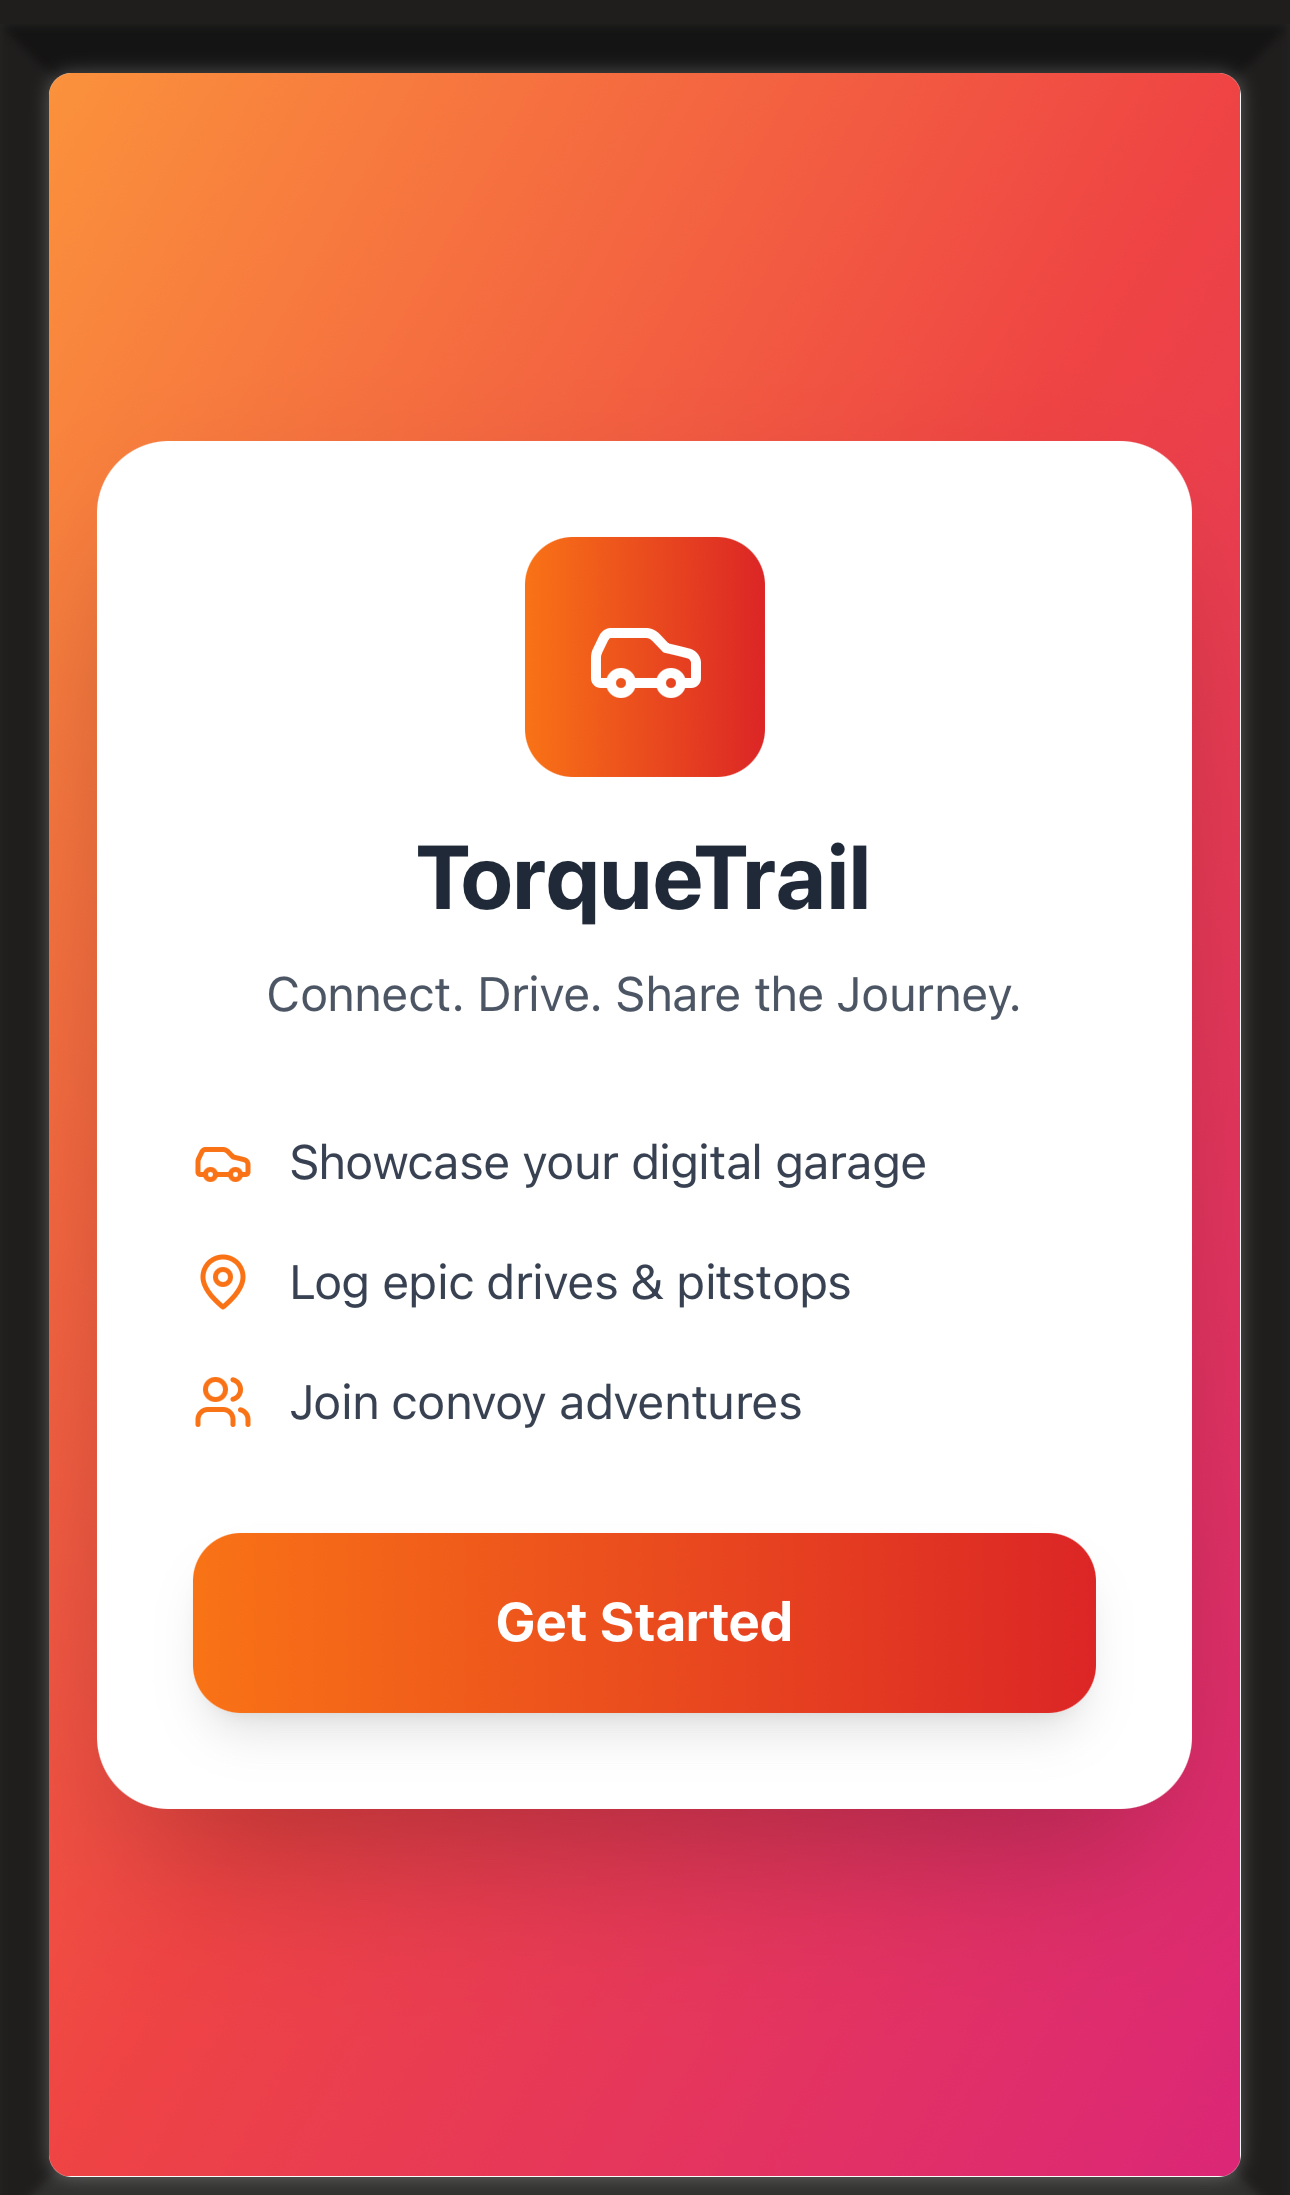 TorqueTrail
Connect. Drive. Share the Journey.
Showcase your digital garage
Log epic drives & pitstops
Join convoy adventures
Get Started